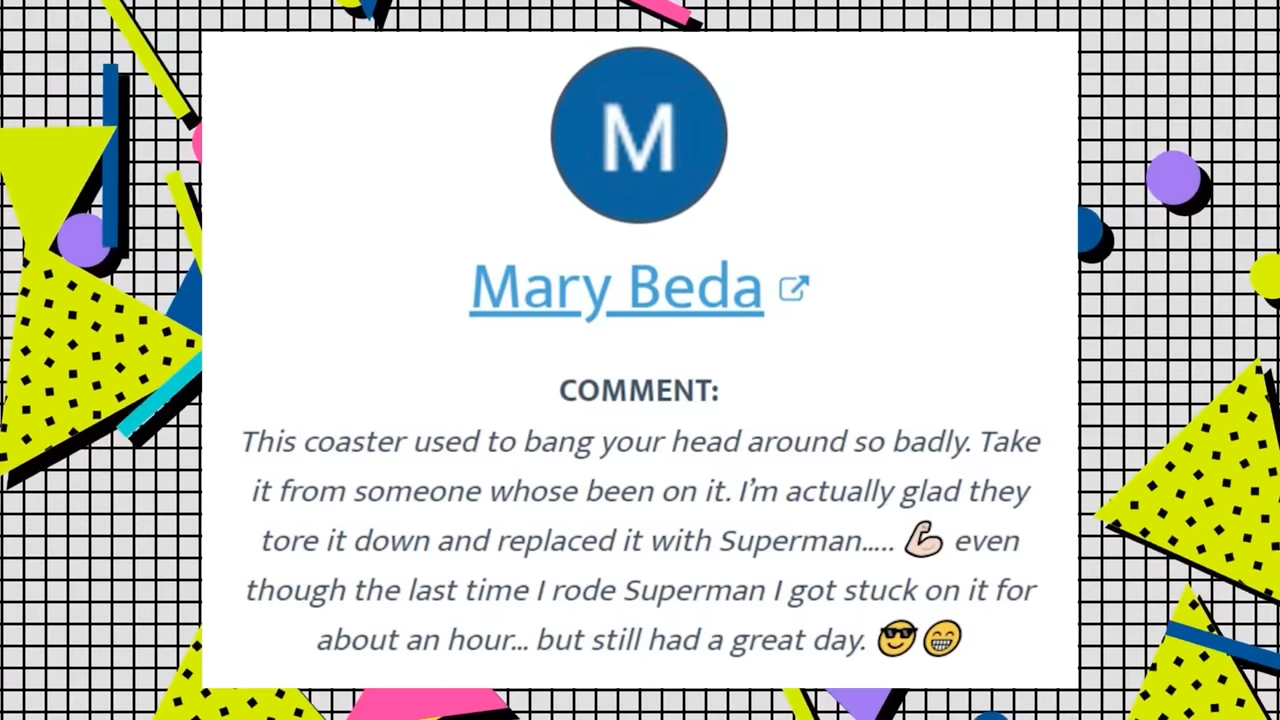 M
Mary Beda
COMMENT:
This coaster used to bang your head around so badly. Take
it from someone whose been on it. I'm actually glad they
tore it down and replaced it with Superman..... 💪🏻 even
though the last time I rode Superman I got stuck on it for
about an hour... but still had a great day. 😎😁